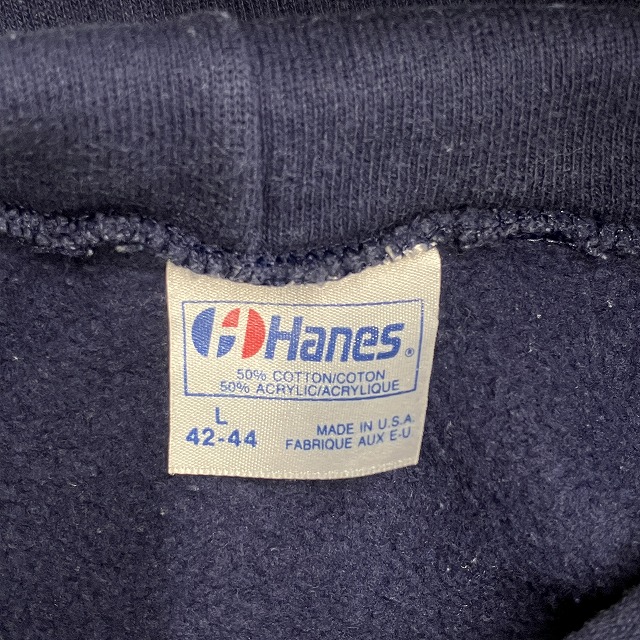 Hanes®
50% COTTON/COTON
50% ACRYLIC/ACRYLIQUE
L
42-44
MADE IN U.S.A
FABRIQUE AUX E-U